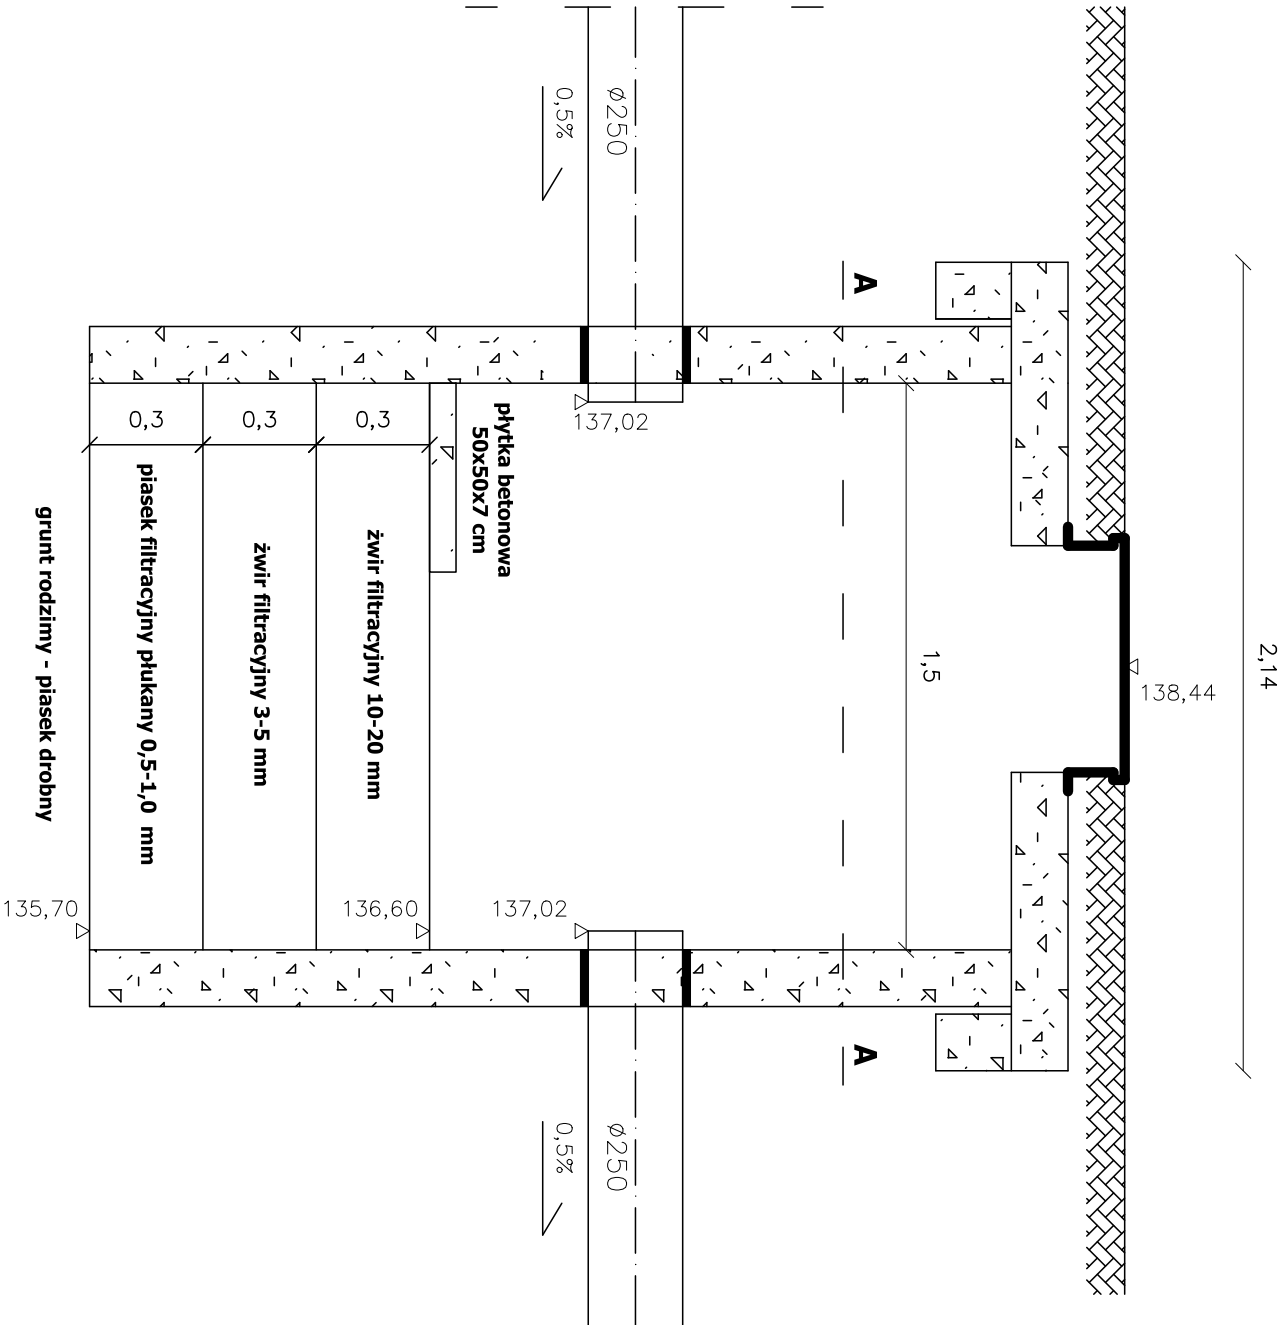 2,14
138,44
1,5
A
A
ø250
0,5%
ø250
0,5%
137,02
137,02
płytka betonowa
50x50x7 cm
136,60
0,3
żwir filtracyjny 10-20 mm
0,3
żwir filtracyjny 3-5 mm
0,3
piasek filtracyjny płukany 0,5-1,0 mm
135,70
grunt rodzimy - piasek drobny